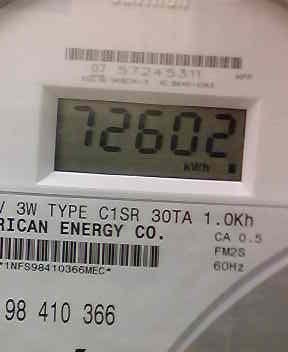 07 57245311
72602
kWh
V 3W TYPE C1SR 30TA 1.0Kh
RICAN ENERGY CO.
CA 0.5
FM2S
60Hz
*1NFS98410366MEC*
98 410 366